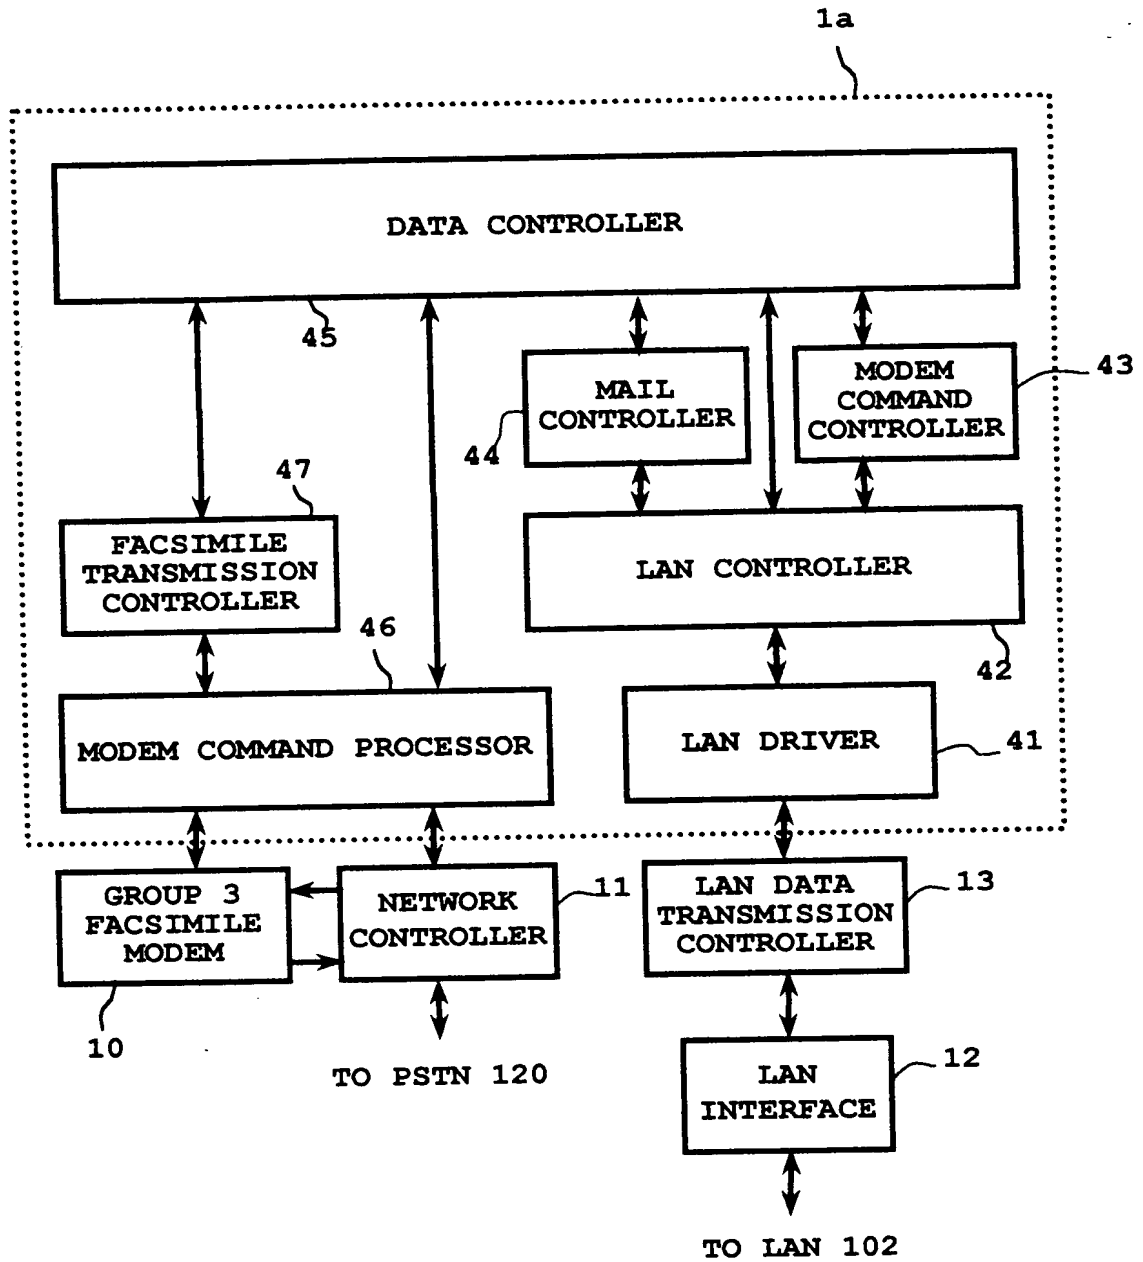 1a
DATA CONTROLLER
45
MAIL
CONTROLLER
44
MODEM
COMMAND
CONTROLLER
43
47
FACSIMILE
TRANSMISSION
CONTROLLER
LAN CONTROLLER
42
46
MODEM COMMAND PROCESSOR
LAN DRIVER
41
GROUP 3
FACSIMILE
MODEM
10
NETWORK
CONTROLLER
11
LAN DATA
TRANSMISSION
CONTROLLER
13
TO PSTN 120
LAN
INTERFACE
12
TO LAN 102